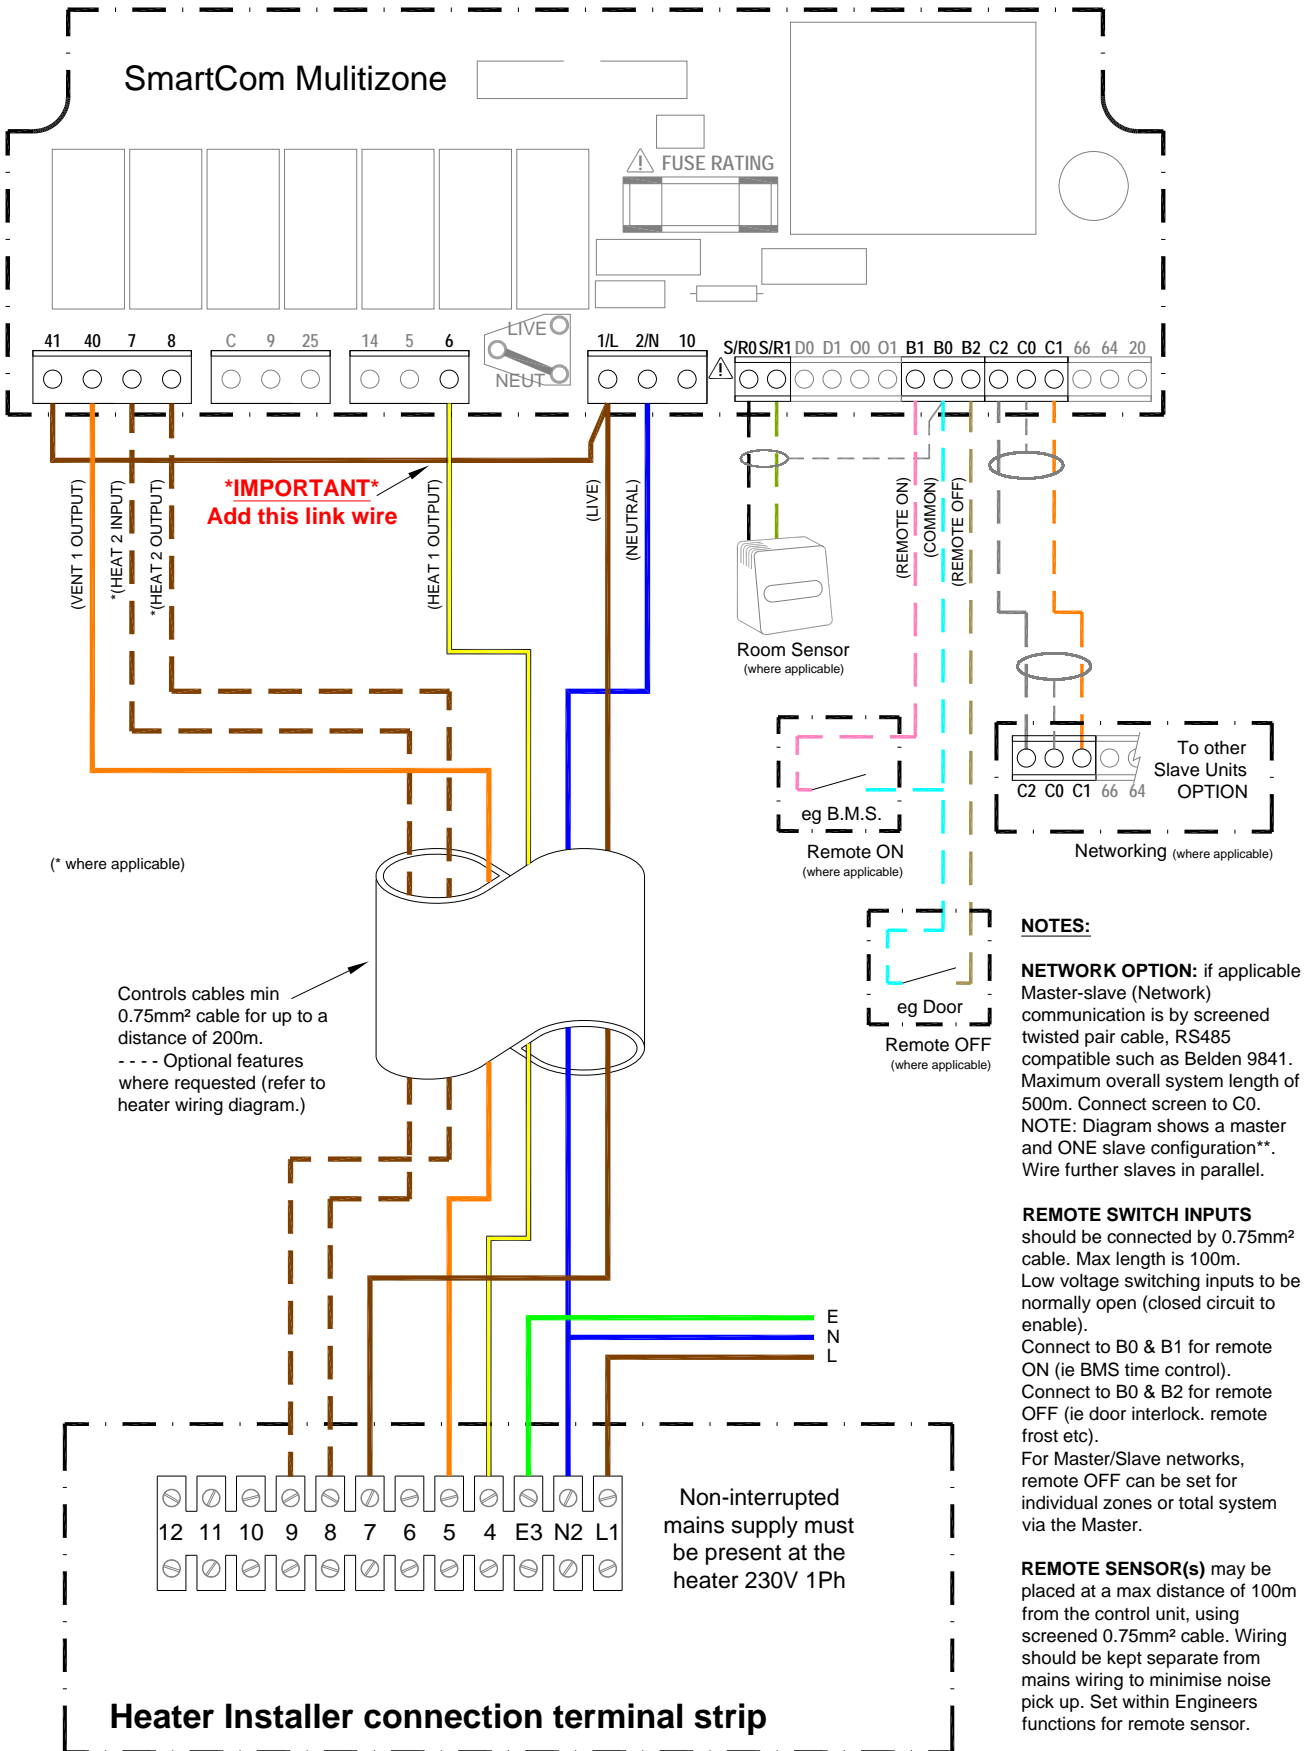 SmartCom Mulitizone
FUSE RATING
LIVE
NEUT
41 40 7 8 C 9 25 14 5 6 1/L 2/N 10 S/R0 S/R1 D0 D1 O0 O1 B1 B0 B2 C2 C0 C1 66 64 20
*IMPORTANT*
Add this link wire
(VENT 1 OUTPUT)
*(HEAT 2 INPUT)
*(HEAT 2 OUTPUT)
(HEAT 1 OUTPUT)
(LIVE)
(NEUTRAL)
(REMOTE ON)
(COMMON)
(REMOTE OFF)
Room Sensor
(where applicable)
eg B.M.S.
Remote ON
(where applicable)
To other
Slave Units
OPTION
C2 C0 C1 66 64
Networking (where applicable)
(* where applicable)
eg Door
Remote OFF
(where applicable)
Controls cables min
0.75mm² cable for up to a
distance of 200m.
- - - - Optional features
where requested (refer to
heater wiring diagram.)
NOTES:
NETWORK OPTION: if applicable
Master-slave (Network)
communication is by screened
twisted pair cable, RS485
compatible such as Belden 9841.
Maximum overall system length of
500m. Connect screen to C0.
NOTE: Diagram shows a master
and ONE slave configuration**.
Wire further slaves in parallel.
REMOTE SWITCH INPUTS
should be connected by 0.75mm²
cable. Max length is 100m.
Low voltage switching inputs to be
normally open (closed circuit to
enable).
Connect to B0 & B1 for remote
ON (ie BMS time control).
Connect to B0 & B2 for remote
OFF (ie door interlock. remote
frost etc).
For Master/Slave networks,
remote OFF can be set for
individual zones or total system
via the Master.
REMOTE SENSOR(s) may be
placed at a max distance of 100m
from the control unit, using
screened 0.75mm² cable. Wiring
should be kept separate from
mains wiring to minimise noise
pick up. Set within Engineers
functions for remote sensor.
E
N
L
12 11 10 9 8 7 6 5 4 E3 N2 L1
Non-interrupted
mains supply must
be present at the
heater 230V 1Ph
Heater Installer connection terminal strip